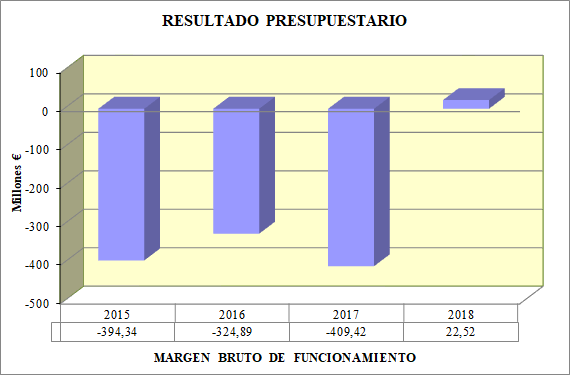 RESULTADO PRESUPUESTARIO
Millones €
100
0
-100
-200
-300
-400
-500
2015 2016 2017 2018
-394,34 -324,89 -409,42 22,52
MARGEN BRUTO DE FUNCIONAMIENTO